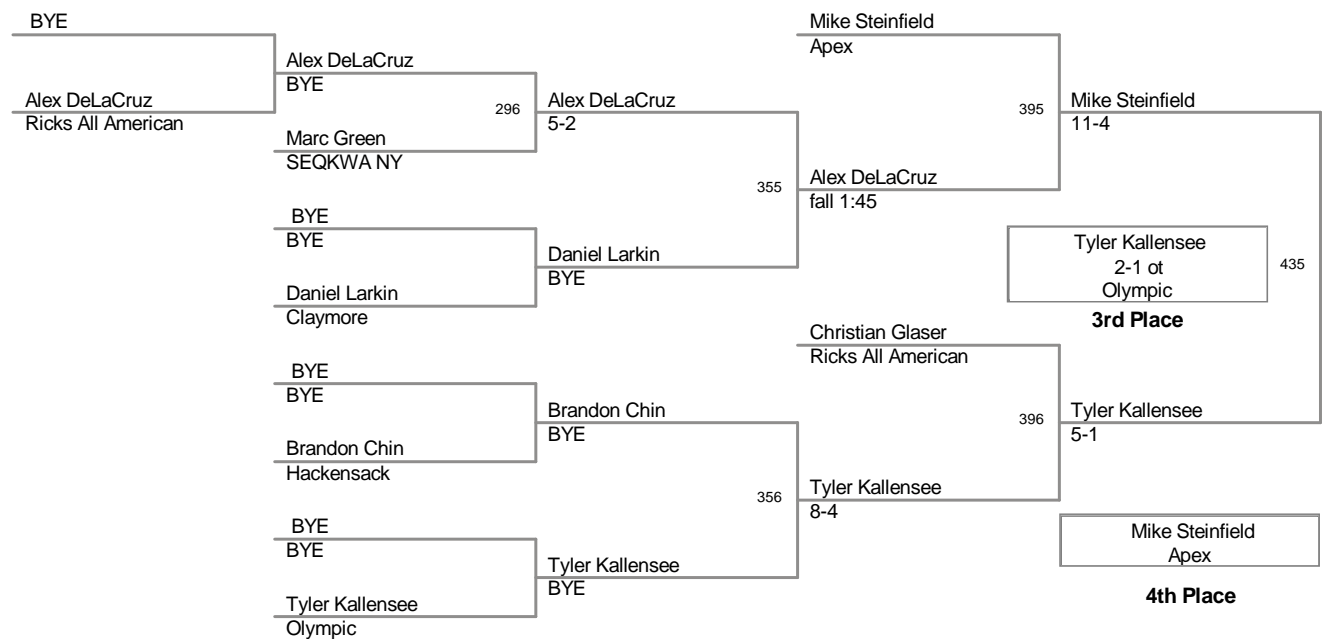 BYE
Alex DeLaCruz
Ricks All American
Alex DeLaCruz
BYE
296
Marc Green
SEQKWA NY
BYE
BYE
Daniel Larkin
Claymore
BYE
BYE
Brandon Chin
Hackensack
BYE
BYE
Tyler Kallensee
Olympic
Alex DeLaCruz
5-2
355
Daniel Larkin
BYE
Brandon Chin
BYE
356
Tyler Kallensee
BYE
Mike Steinfield
Apex
395
Alex DeLaCruz
fall 1:45
Christian Glaser
Ricks All American
396
Tyler Kallensee
8-4
Mike Steinfield
11-4
Tyler Kallensee
2-1 ot
Olympic
435
3rd Place
Tyler Kallensee
5-1
Mike Steinfield
Apex
4th Place